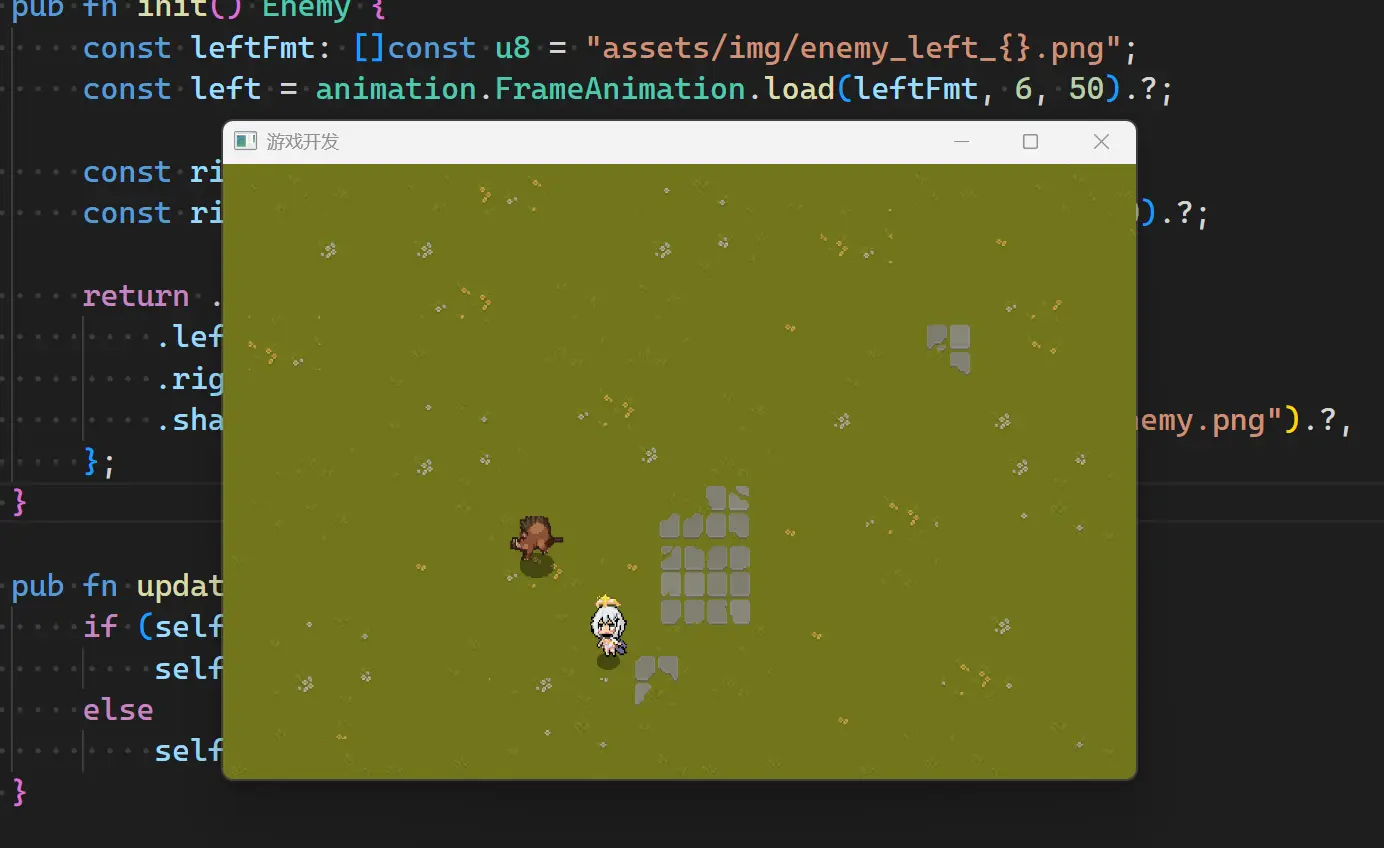 pub fn init() Enemy {
const leftFmt: []const u8 = "assets/img/enemy_left_{}.png";
const left = animation.FrameAnimation.load(leftFmt, 6, 50).?;
游戏开发
const ri
const ri ).?;
return .
.lef
.rig
.sha emy.png").?,
};
}
pub fn updat
if (self
self
else
self
}